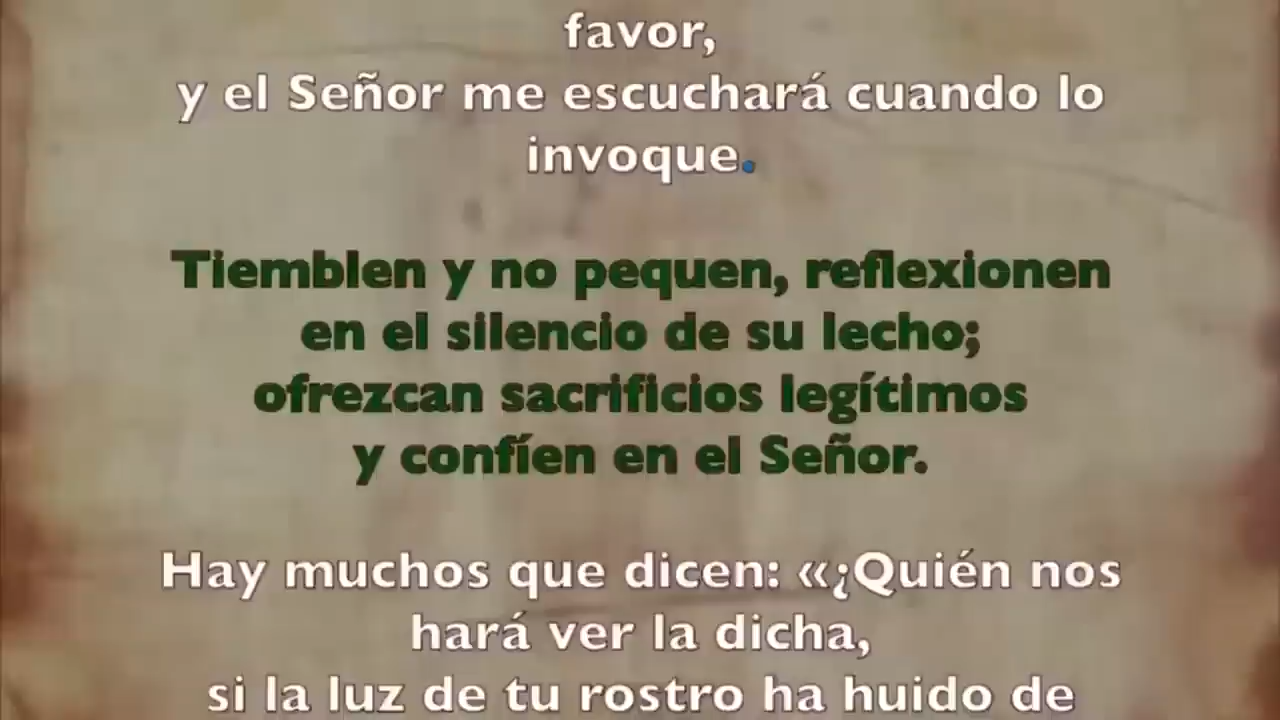 favor,
y el Señor me escuchará cuando lo
invoque.
Tiemblen y no pequen, reflexionen
en el silencio de su lecho;
ofrezcan sacrificios legítimos
y confíen en el Señor.
Hay muchos que dicen: «¿Quién nos
hará ver la dicha,
si la luz de tu rostro ha huido de